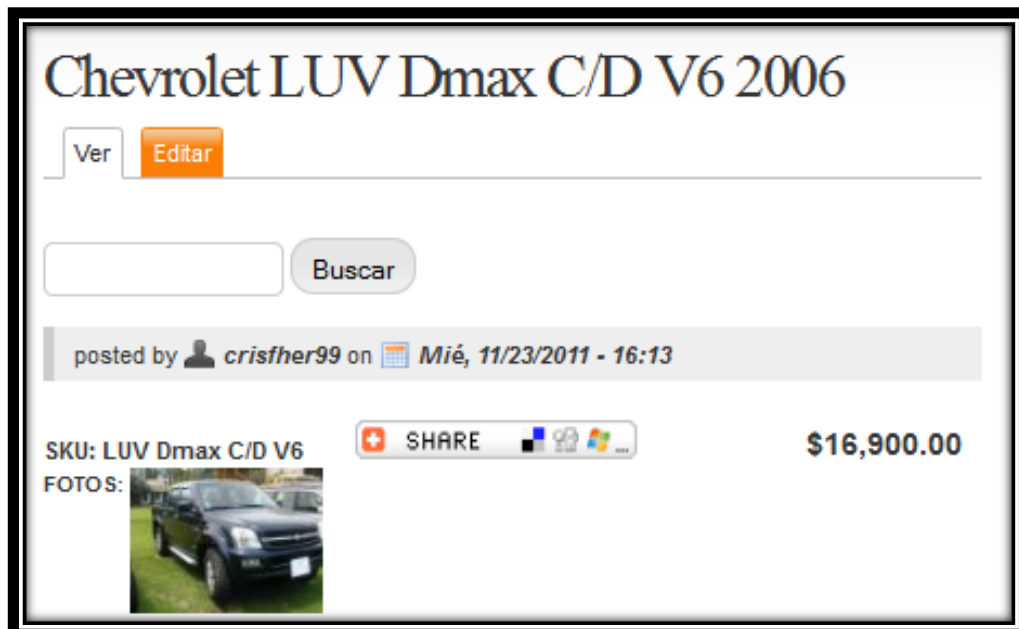 Chevrolet LUV Dmax C/D V6 2006
Ver Editar
Buscar
posted by crisfher99 on Mié, 11/23/2011 - 16:13
SKU: LUV Dmax C/D V6 SHARE ... $16,900.00
FOTOS: